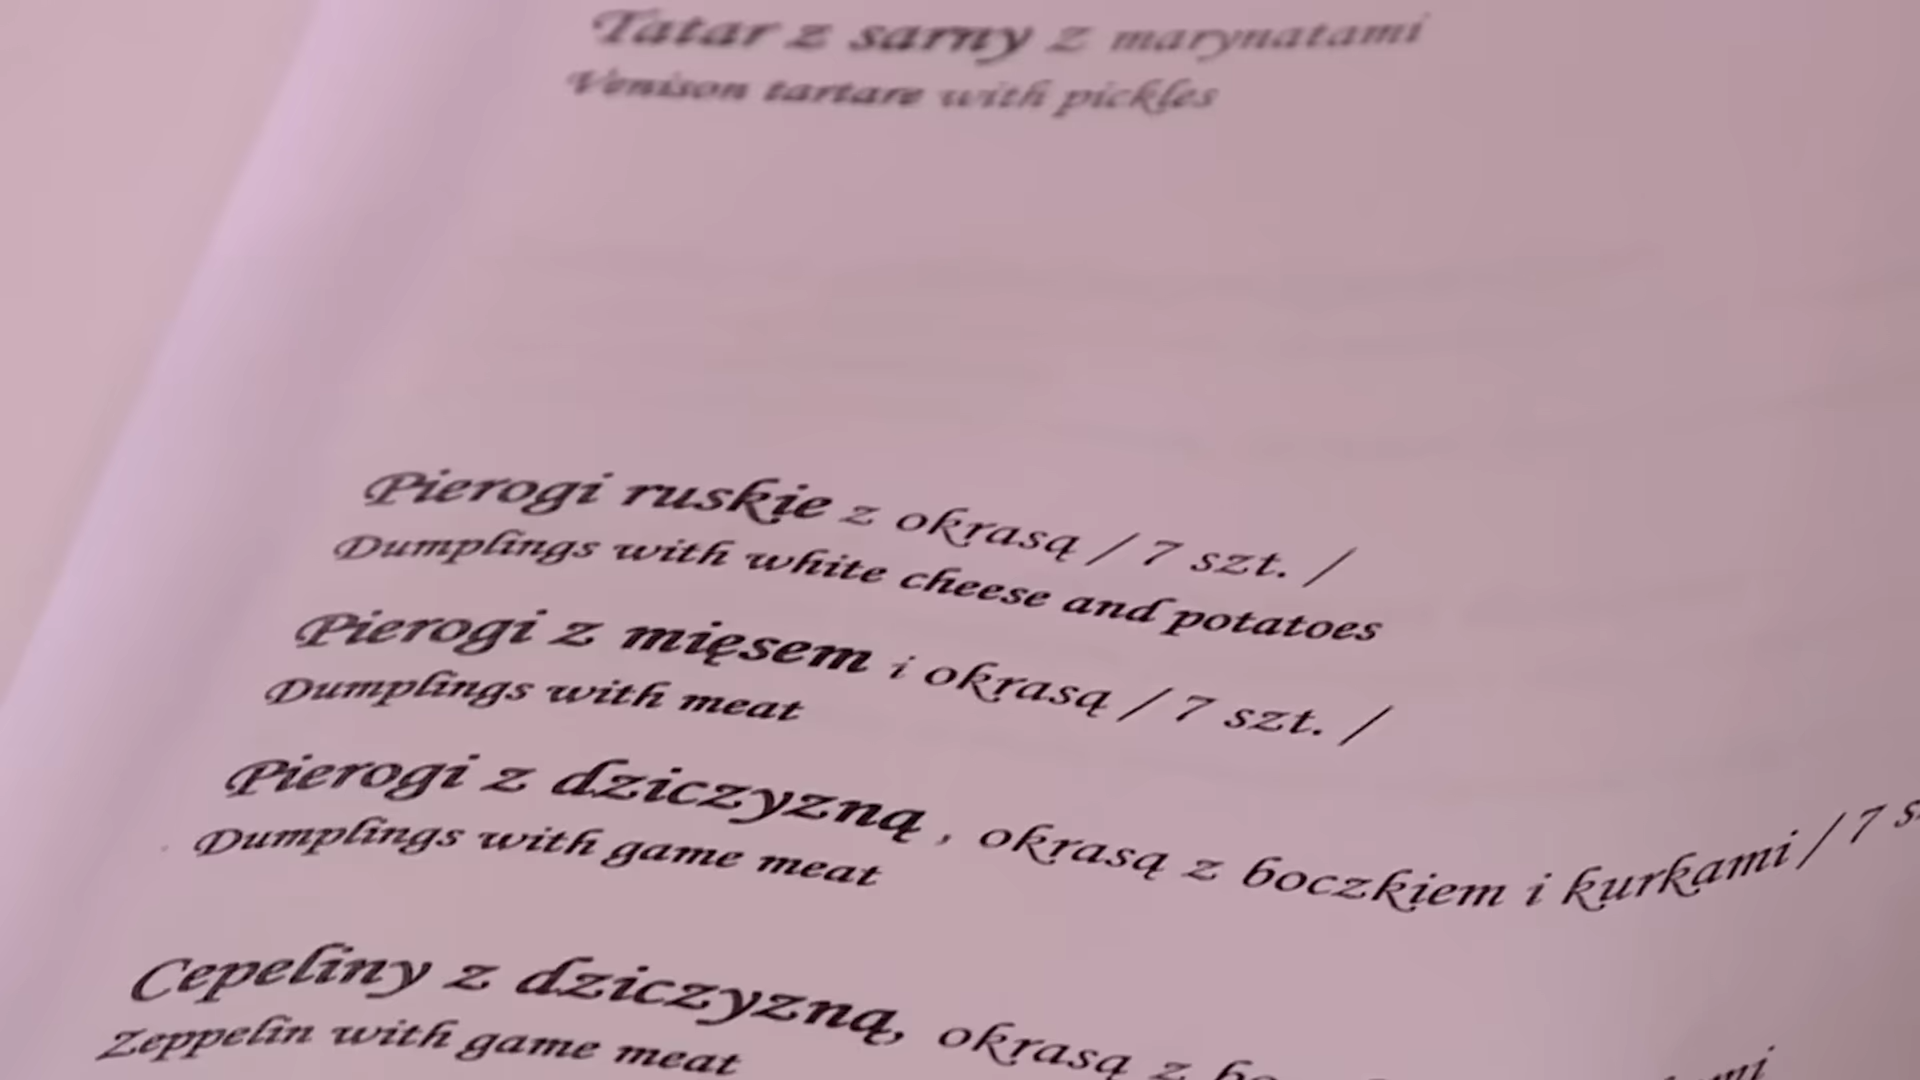 Tatar z sarny z marynatami
Venison tartare with pickles
Pierogi ruskie z okrasą / 7 szt. /
Dumplings with white cheese and potatoes
Pierogi z mięsem i okrasą / 7 szt. /
Dumplings with meat
Pierogi z dziczyzną , okrasą z boczkiem i kurkami / 7
Dumplings with game meat
Cepeliny z dziczyzną, okrasą z
Zeppelin with game meat